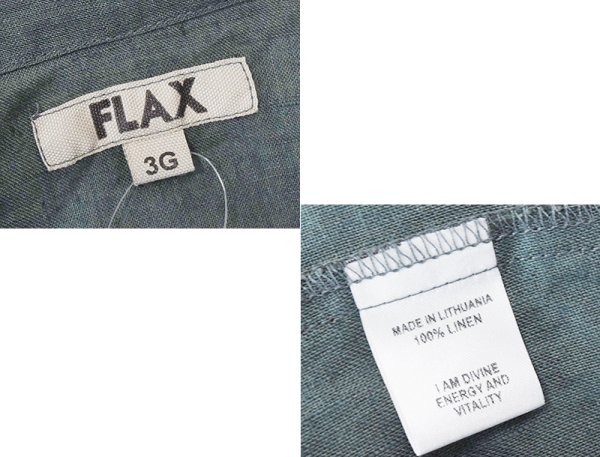 FLAX
3G
MADE IN LITHUANIA
100% LINEN
I AM DIVINE
ENERGY AND
VITALITY